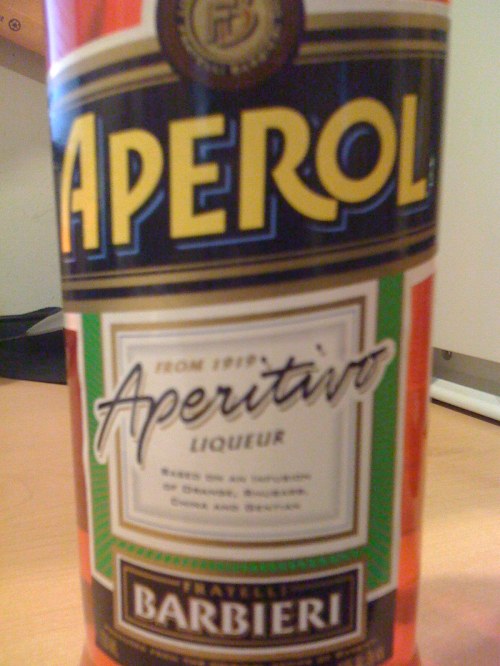 APEROL
FROM 1919
Aperitivo
LIQUEUR
BASED ON AN INFUSION
OF ORANGE, RHUBARB,
CHINA AND GENTIAN
FRATELLI
BARBIERI